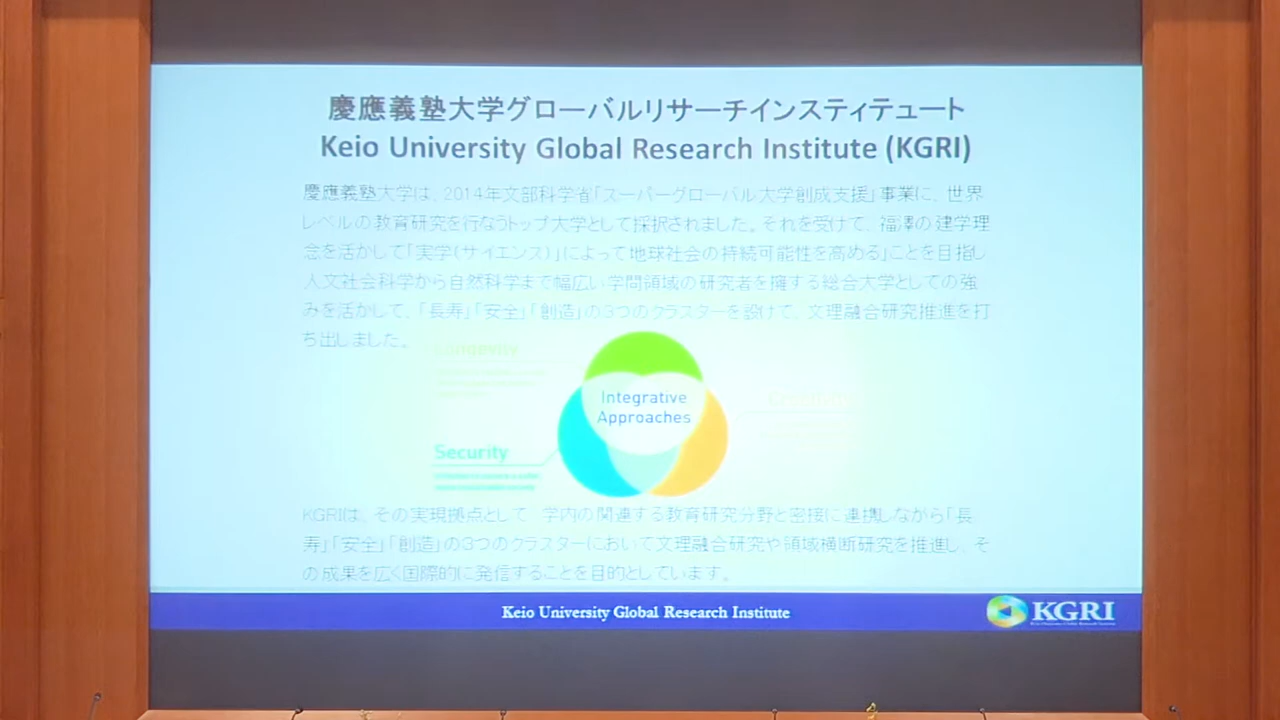 慶應義塾大学グローバルリサーチインスティテュート
Keio University Global Research Institute (KGRI)
慶應義塾大学は、2014年文部科学省「スーパーグローバル大学創成支援」事業に、世界
レベルの教育研究を行なうトップ大学として採択されました。それを受けて、福澤の建学理
念を活かして「実学(サイエンス)」によって地球社会の持続可能性を高める」ことを目指し
人文社会科学から自然科学まで幅広い学問領域の研究者を擁する総合大学としての強
みを活かして、「長寿」「安全」「創造」の3つのクラスターを設けて、文理融合研究推進を打
ち出しました。
Longevity
Integrative
Approaches
Security
KGRIは、その実現拠点として 学内の関連する教育研究分野と密接に連携しながら「長
寿」「安全」「創造」の3つのクラスターにおいて文理融合研究や領域横断研究を推進し、そ
の成果を広く国際的に発信することを目的としています。
Keio University Global Research Institute
KGRI